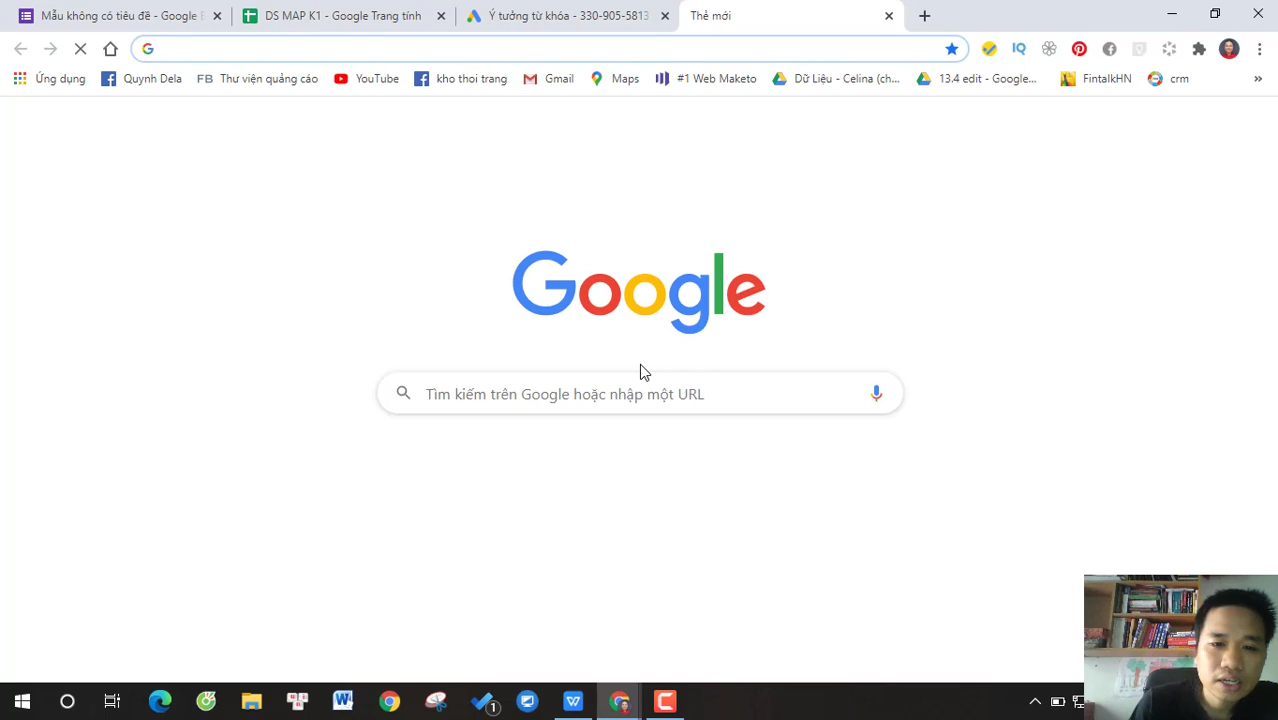 Mẫu không có tiêu đề - Google B
DS MAP K1 - Google Trang tính
Ý tưởng từ khóa - 330-905-5813
Thẻ mới
Ứng dụng
Quynh Dela
FB Thư viện quảng cáo
YouTube
kho thoi trang
Gmail
Maps
#1 Web Maketo
Dữ Liệu - Celina (ch...
13.4 edit - Google...
FintalkHN
crm
Google
Tìm kiếm trên Google hoặc nhập một URL